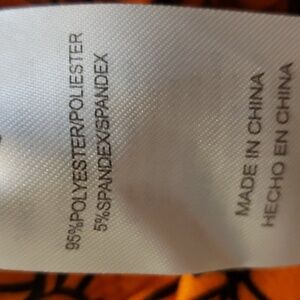 95%POLYESTER/POLIESTER
5%SPANDEX/SPANDEX
MADE IN CHINA
HECHO EN CHINA